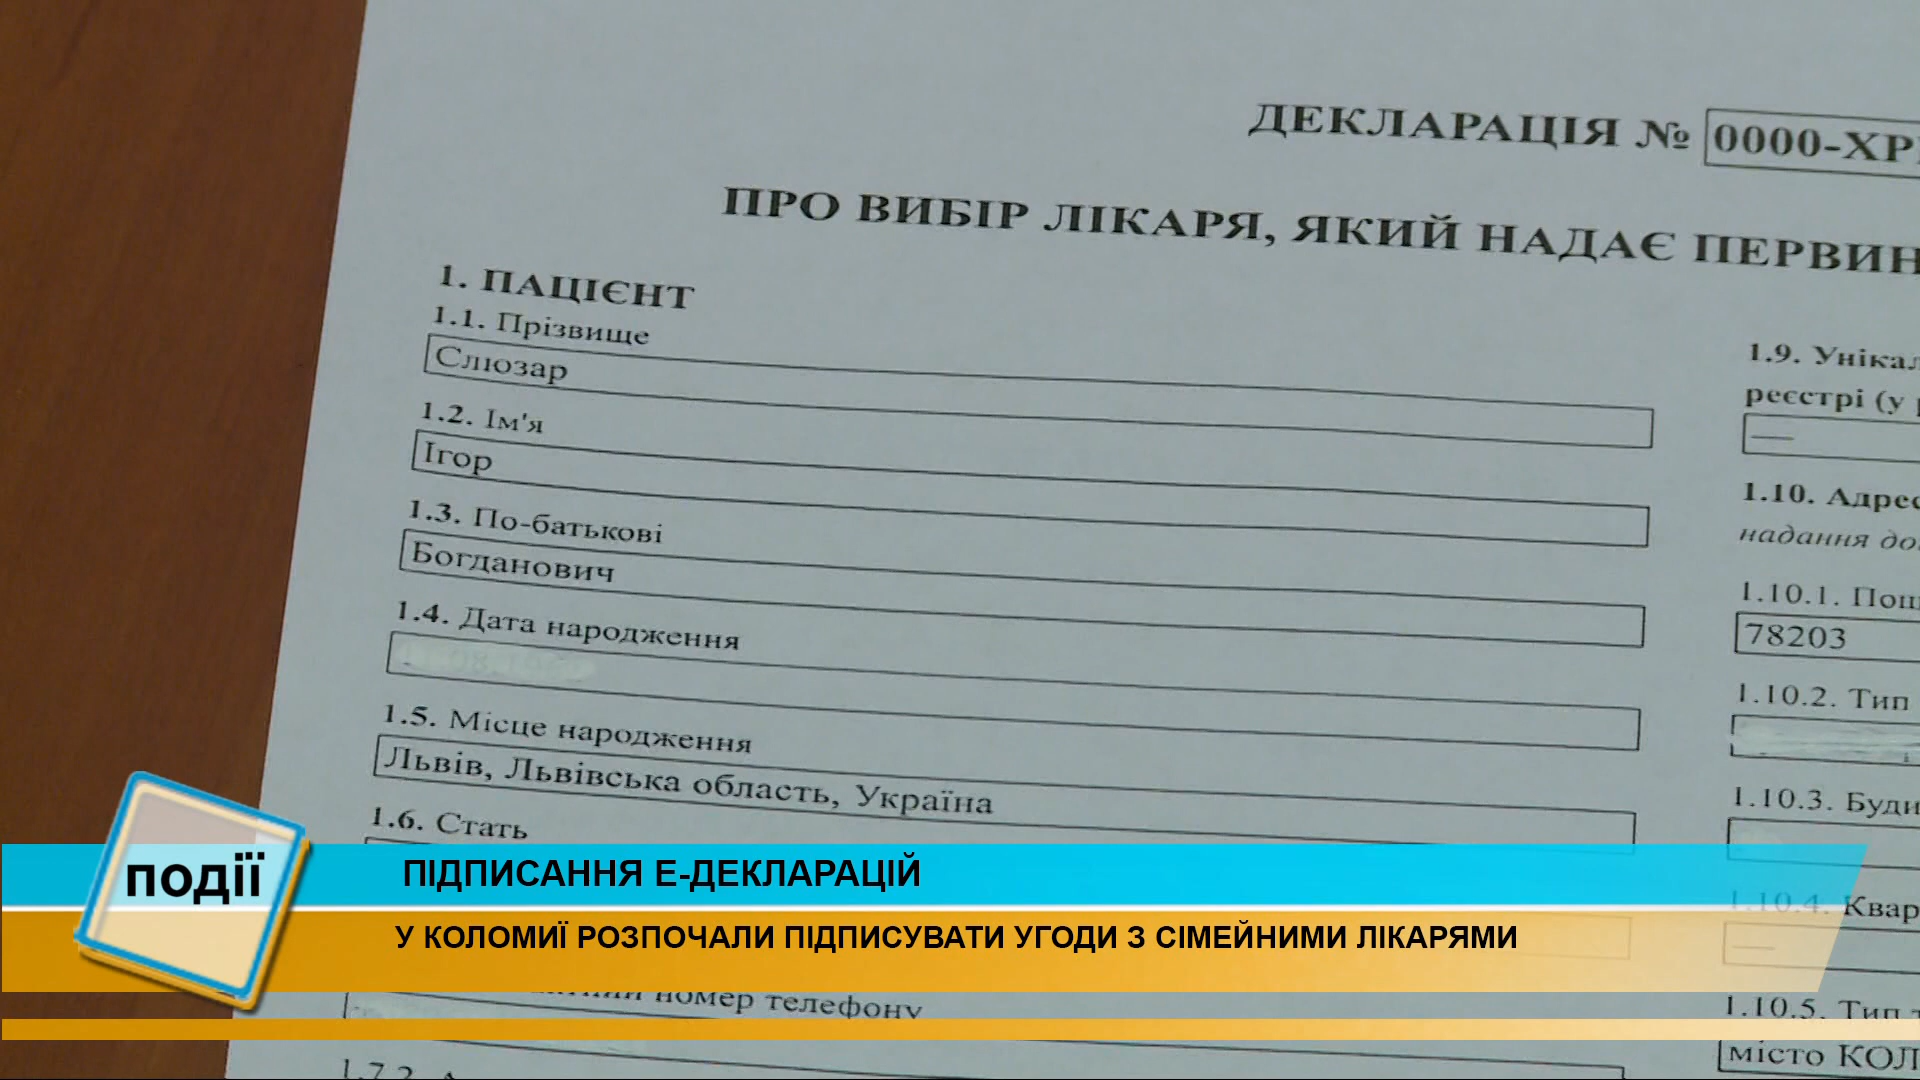 ДЕКЛАРАЦІЯ № 0000-ХР
ПРО ВИБІР ЛІКАРЯ, ЯКИЙ НАДАЄ ПЕРВИН
1. ПАЦІЄНТ
1.1. Прізвище
Слюзар
1.2. Ім'я
Ігор
1.3. По-батькові
Богданович
1.4. Дата народження
1.5. Місце народження
Львів, Львівська область, Україна
1.6. Стать
номер телефону
1.7.2.
1.9. Унікал
реєстрі (у
—
1.10. Адрес
надання до
1.10.1. Пош
78203
1.10.2. Тип
1.10.3. Буди
1.10.4. Квар
—
1.10.5. Тип
місто КОЛ
події
ПІДПИСАННЯ Е-ДЕКЛАРАЦІЙ
У КОЛОМИЇ РОЗПОЧАЛИ ПІДПИСУВАТИ УГОДИ З СІМЕЙНИМИ ЛІКАРЯМИ